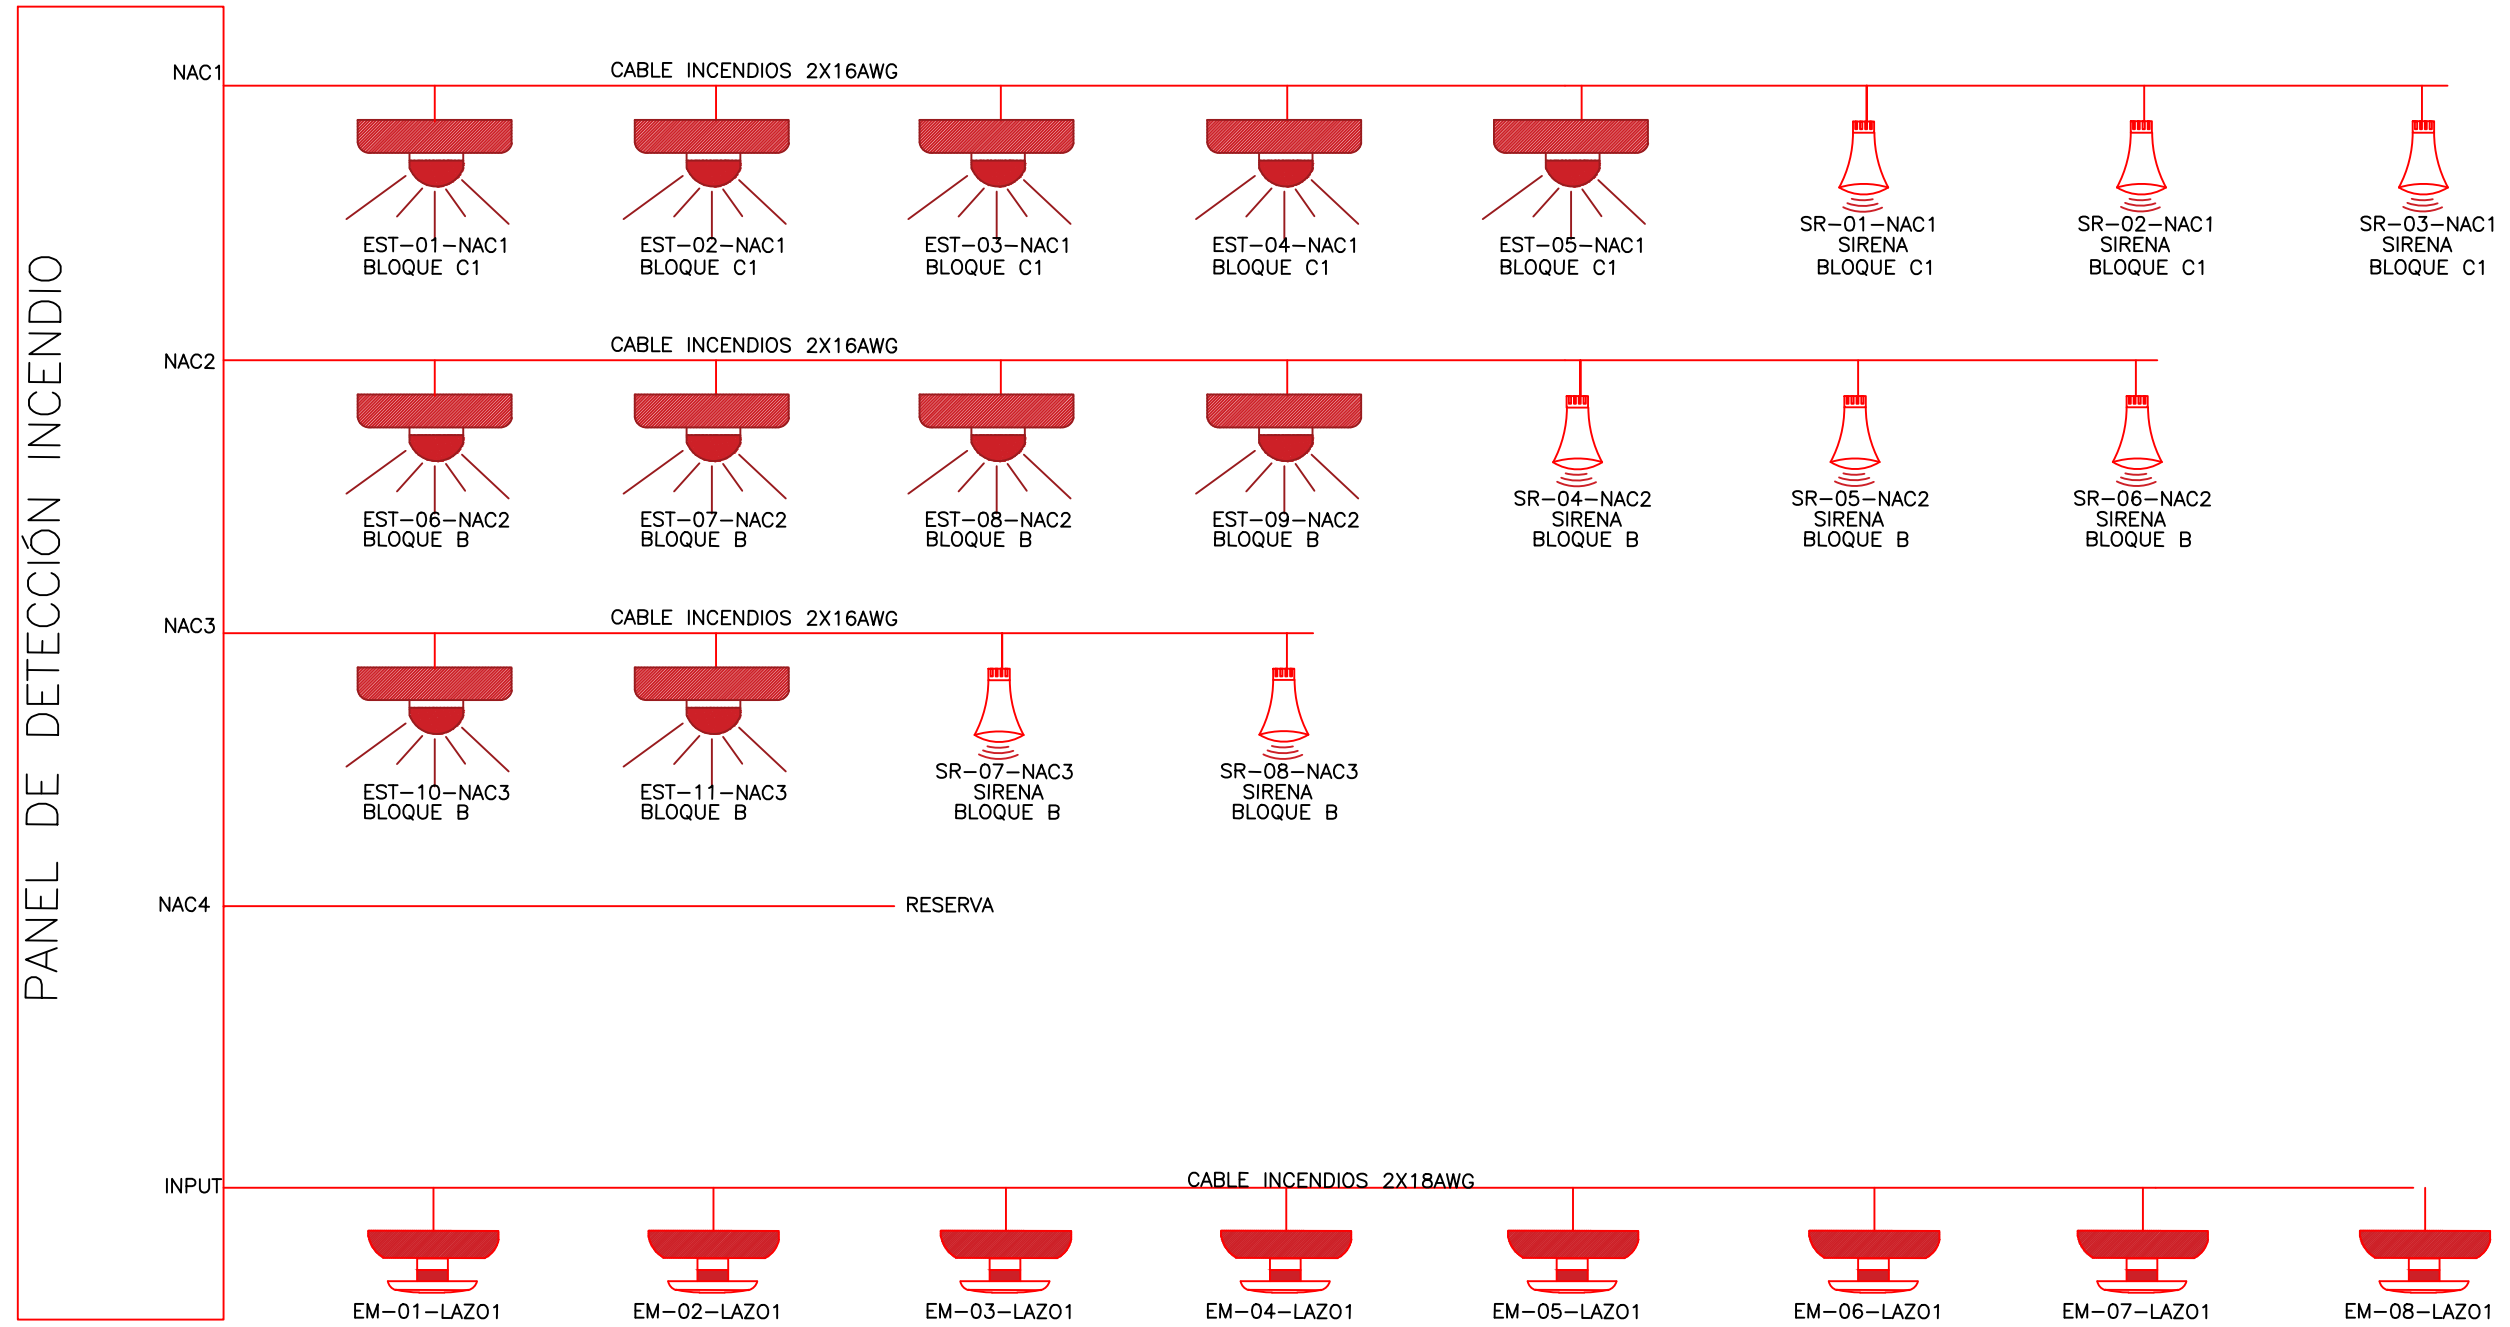 PANEL DE DETECCIÓN INCENDIO
NAC1
CABLE INCENDIOS 2X16AWG
EST-01-NAC1
BLOQUE C1
EST-02-NAC1
BLOQUE C1
EST-03-NAC1
BLOQUE C1
EST-04-NAC1
BLOQUE C1
EST-05-NAC1
BLOQUE C1
SR-01-NAC1
SIRENA
BLOQUE C1
SR-02-NAC1
SIRENA
BLOQUE C1
SR-03-NAC1
SIRENA
BLOQUE C1
NAC2
CABLE INCENDIOS 2X16AWG
EST-06-NAC2
BLOQUE B
EST-07-NAC2
BLOQUE B
EST-08-NAC2
BLOQUE B
EST-09-NAC2
BLOQUE B
SR-04-NAC2
SIRENA
BLOQUE B
SR-05-NAC2
SIRENA
BLOQUE B
SR-06-NAC2
SIRENA
BLOQUE B
NAC3
CABLE INCENDIOS 2X16AWG
EST-10-NAC3
BLOQUE B
EST-11-NAC3
BLOQUE B
SR-07-NAC3
SIRENA
BLOQUE B
SR-08-NAC3
SIRENA
BLOQUE B
NAC4
RESERVA
INPUT
CABLE INCENDIOS 2X18AWG
EM-01-LAZO1
EM-02-LAZO1
EM-03-LAZO1
EM-04-LAZO1
EM-05-LAZO1
EM-06-LAZO1
EM-07-LAZO1
EM-08-LAZO1